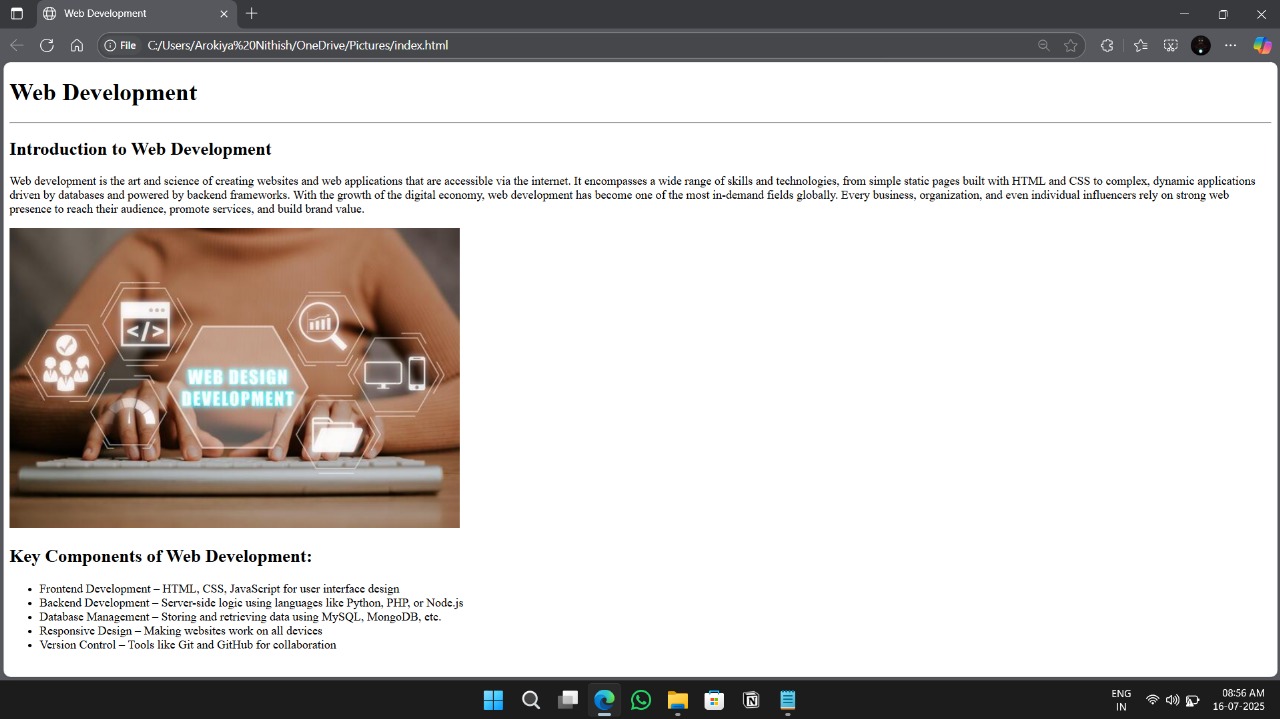 Web Development
File
C:/Users/Arokiya%20Nithish/OneDrive/Pictures/index.html
Web Development
Introduction to Web Development
Web development is the art and science of creating websites and web applications that are accessible via the internet. It encompasses a wide range of skills and technologies, from simple static pages built with HTML and CSS to complex, dynamic applications
driven by databases and powered by backend frameworks. With the growth of the digital economy, web development has become one of the most in-demand fields globally. Every business, organization, and even individual influencers rely on strong web
presence to reach their audience, promote services, and build brand value.
</>
WEB DESIGN
DEVELOPMENT
Key Components of Web Development:
• Frontend Development – HTML, CSS, JavaScript for user interface design
• Backend Development – Server-side logic using languages like Python, PHP, or Node.js
• Database Management – Storing and retrieving data using MySQL, MongoDB, etc.
• Responsive Design – Making websites work on all devices
• Version Control – Tools like Git and GitHub for collaboration
ENG
IN
08:56 AM
16-07-2025